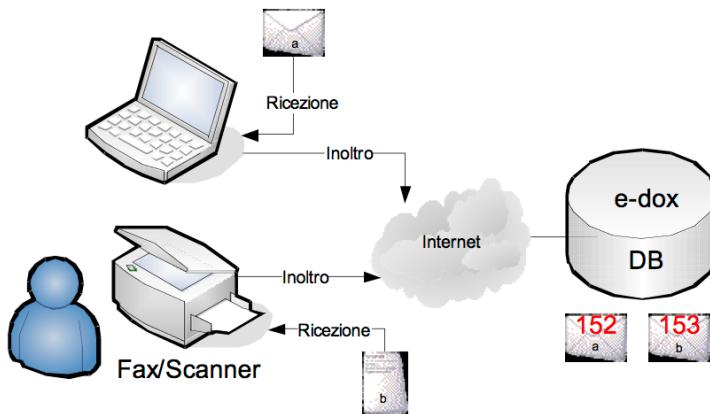 a
Ricezione
Inoltro
e-dox
Internet
DB
Inoltro
152
a
153
b
Ricezione
Fax/Scanner
b